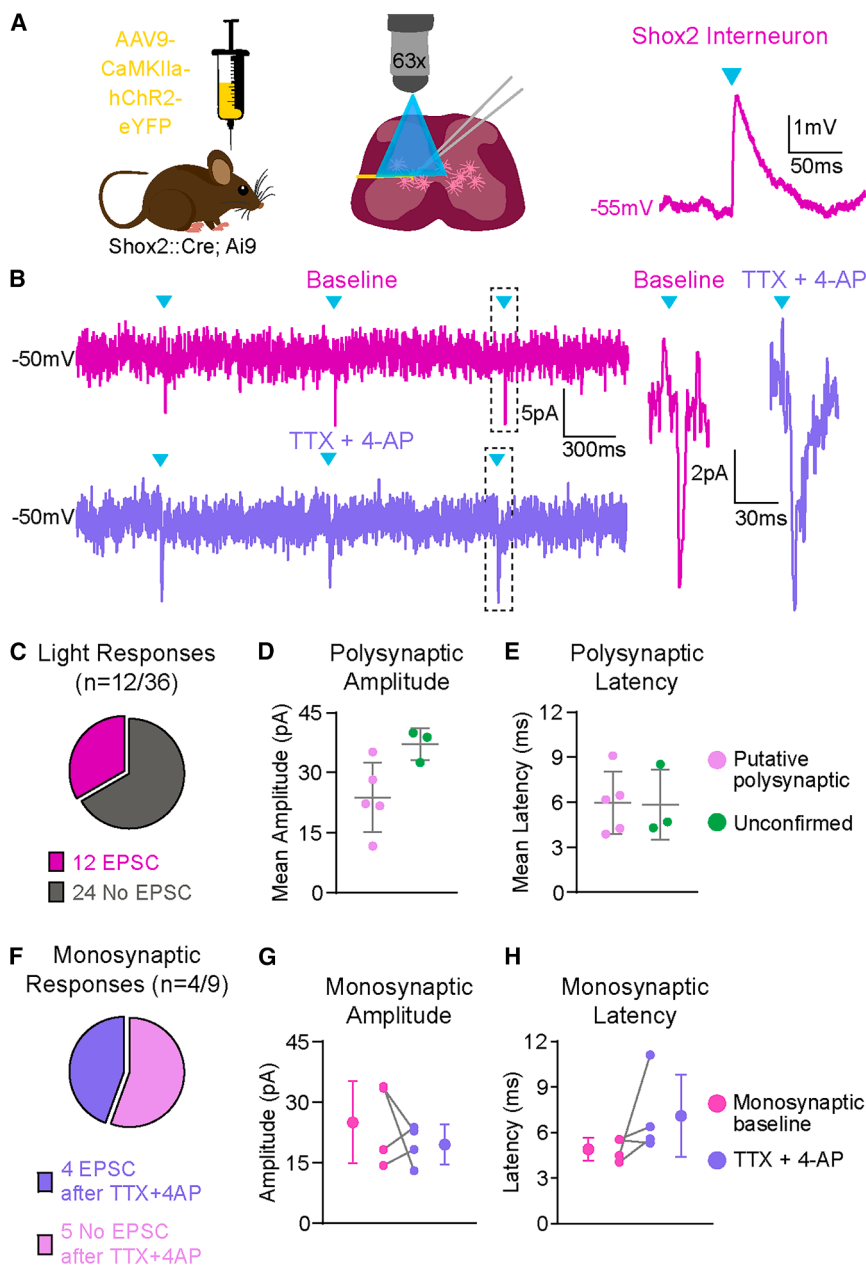 A
AAV9-
CaMKIIa-
hChR2-
eYFP
Shox2::Cre; Ai9
63x
Shox2 Interneuron
1mV
50ms
-55mV
B
Baseline
-50mV
5pA
300ms
TTX + 4-AP
-50mV
Baseline
TTX + 4-AP
2pA
30ms
C
Light Responses
(n=12/36)
12 EPSC
24 No EPSC
D
Polysynaptic
Amplitude
Mean Amplitude (pA)
45
30
15
0
E
Polysynaptic
Latency
Mean Latency (ms)
12
9
6
3
0
Putative
polysynaptic
Unconfirmed
F
Monosynaptic
Responses (n=4/9)
4 EPSC
after TTX+4AP
5 No EPSC
after TTX+4AP
G
Monosynaptic
Amplitude
Amplitude (pA)
45
30
15
0
H
Monosynaptic
Latency
Latency (ms)
12
9
6
3
0
Monosynaptic
baseline
TTX + 4-AP